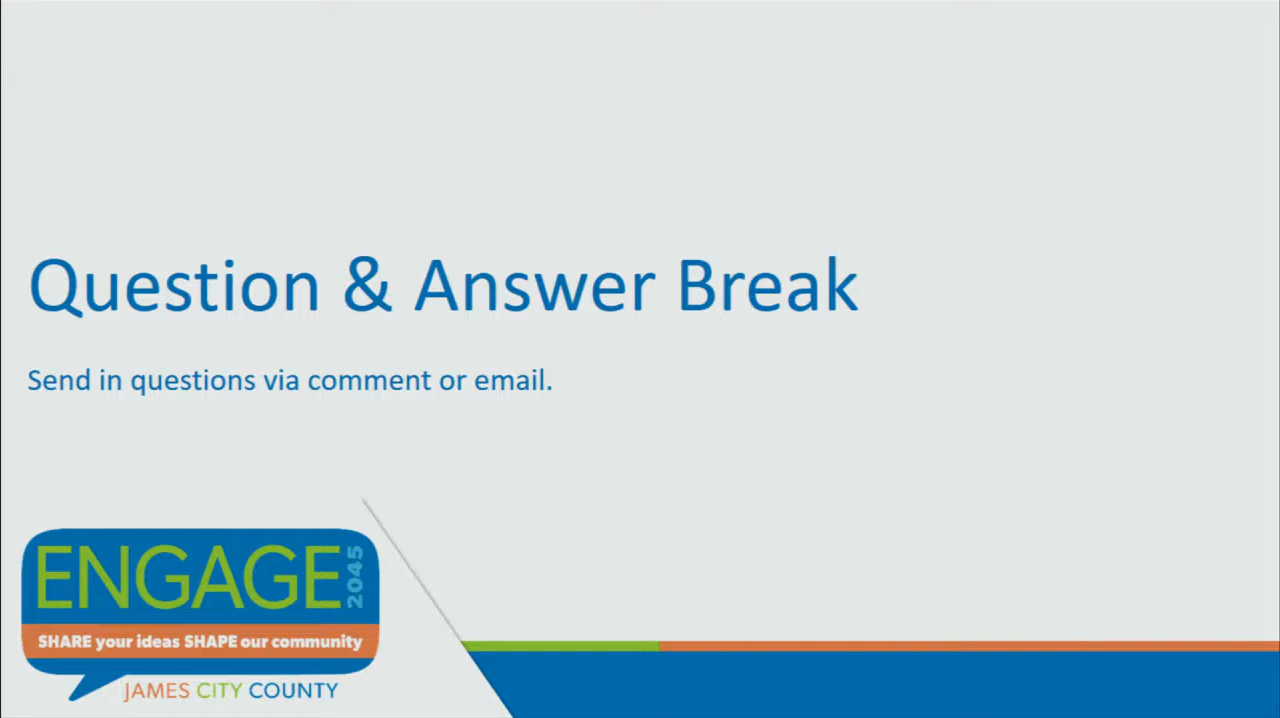 Question & Answer Break
Send in questions via comment or email.
ENGAGE 2045
SHARE your ideas SHAPE our community
JAMES CITY COUNTY